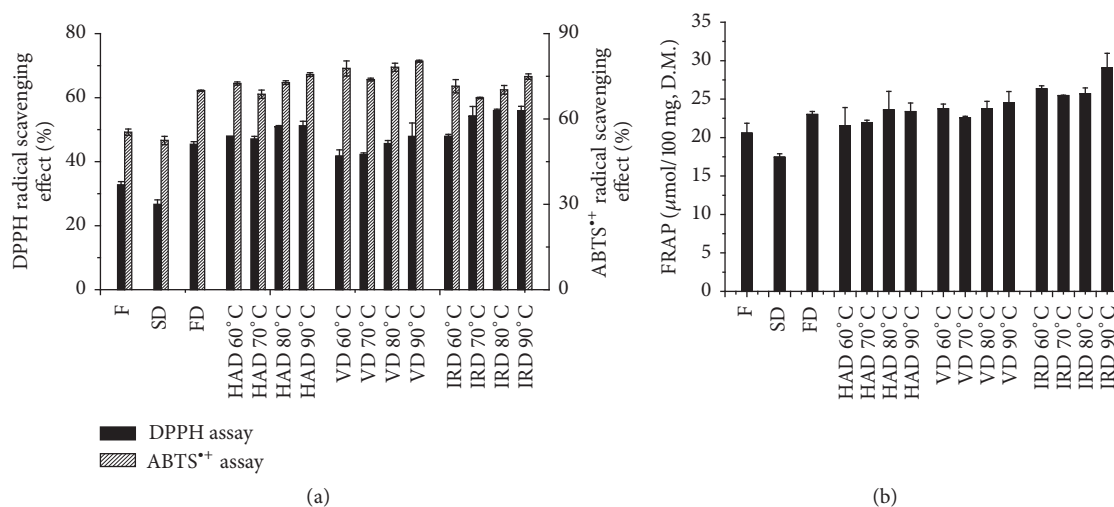 DPPH radical scavenging
effect (%)
80
60
40
20
0
90
60
30
0
ABTS•+ radical scavenging
effect (%)
F
SD
FD
HAD 60°C
HAD 70°C
HAD 80°C
HAD 90°C
VD 60°C
VD 70°C
VD 80°C
VD 90°C
IRD 60°C
IRD 70°C
IRD 80°C
IRD 90°C
DPPH assay
ABTS•+ assay
(a)
FRAP (μmol/100 mg, D.M.)
35
30
25
20
15
10
5
0
F
SD
FD
HAD 60°C
HAD 70°C
HAD 80°C
HAD 90°C
VD 60°C
VD 70°C
VD 80°C
VD 90°C
IRD 60°C
IRD 70°C
IRD 80°C
IRD 90°C
(b)